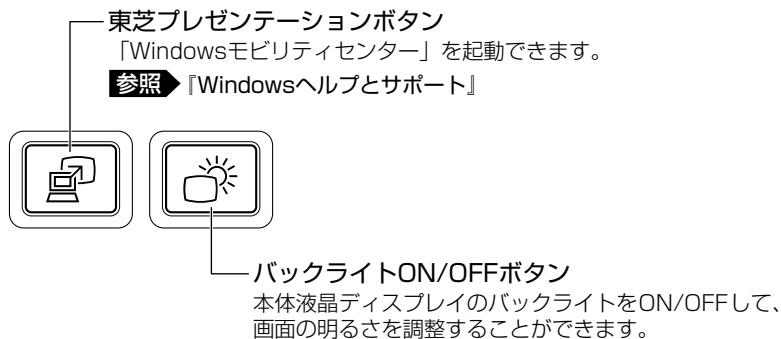 東芝プレゼンテーションボタン
「Windowsモビリティセンター」を起動できます。
参照 『Windowsヘルプとサポート』
バックライトON/OFFボタン
本体液晶ディスプレイのバックライトをON/OFFして、
画面の明るさを調整することができます。